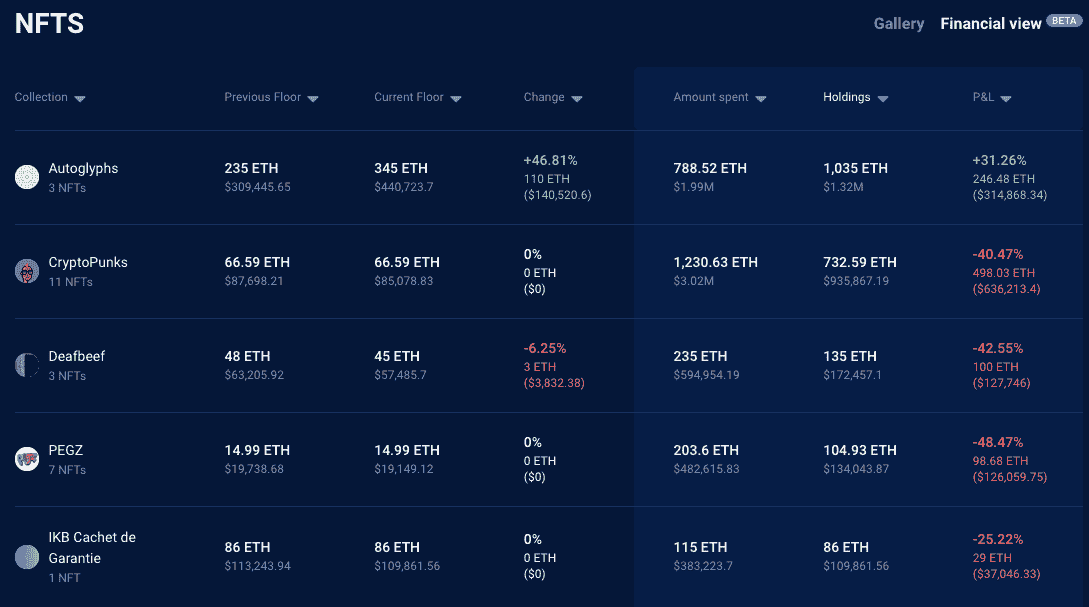 NFTS
Gallery Financial view BETA
Collection Previous Floor Current Floor Change Amount spent Holdings P&L
Autoglyphs
3 NFTs
235 ETH
$309,445.65
345 ETH
$440,723.7
+46.81%
110 ETH
($140,520.6)
788.52 ETH
$1.99M
1,035 ETH
$1.32M
+31.26%
246.48 ETH
($314,868.34)
CryptoPunks
11 NFTs
66.59 ETH
$87,698.21
66.59 ETH
$85,078.83
0%
0 ETH
($0)
1,230.63 ETH
$3.02M
732.59 ETH
$935,867.19
-40.47%
498.03 ETH
($636,213.4)
Deafbeef
3 NFTs
48 ETH
$63,205.92
45 ETH
$57,485.7
-6.25%
3 ETH
($3,832.38)
235 ETH
$594,954.19
135 ETH
$172,457.1
-42.55%
100 ETH
($127,746)
PEGZ
7 NFTs
14.99 ETH
$19,738.68
14.99 ETH
$19,149.12
0%
0 ETH
($0)
203.6 ETH
$482,615.83
104.93 ETH
$134,043.87
-48.47%
98.68 ETH
($126,059.75)
IKB Cachet de
Garantie
1 NFT
86 ETH
$113,243.94
86 ETH
$109,861.56
0%
0 ETH
($0)
115 ETH
$383,223.7
86 ETH
$109,861.56
-25.22%
29 ETH
($37,046.33)